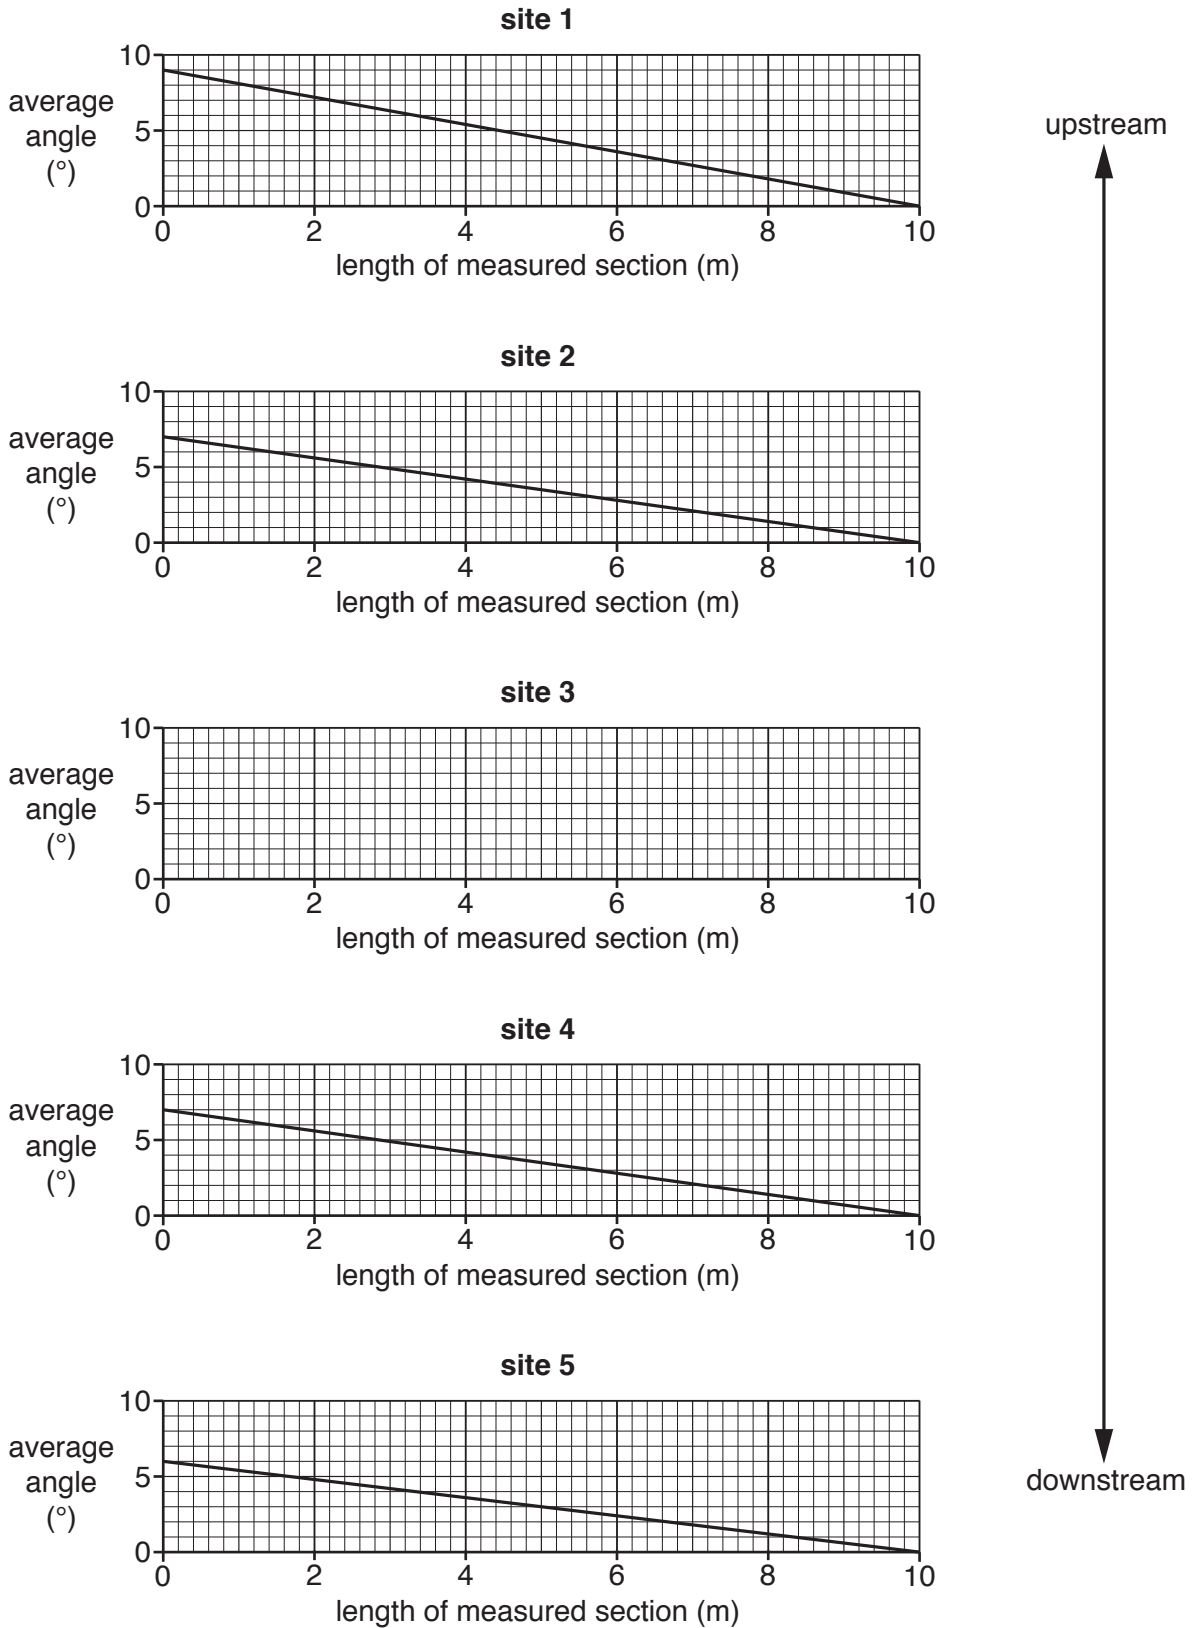 site 1
10
average
angle
(°)
5
0
0 2 4 6 8 10
length of measured section (m)
upstream
site 2
10
average
angle
(°)
5
0
0 2 4 6 8 10
length of measured section (m)
site 3
10
average
angle
(°)
5
0
0 2 4 6 8 10
length of measured section (m)
site 4
10
average
angle
(°)
5
0
0 2 4 6 8 10
length of measured section (m)
site 5
10
average
angle
(°)
5
0
0 2 4 6 8 10
length of measured section (m)
downstream